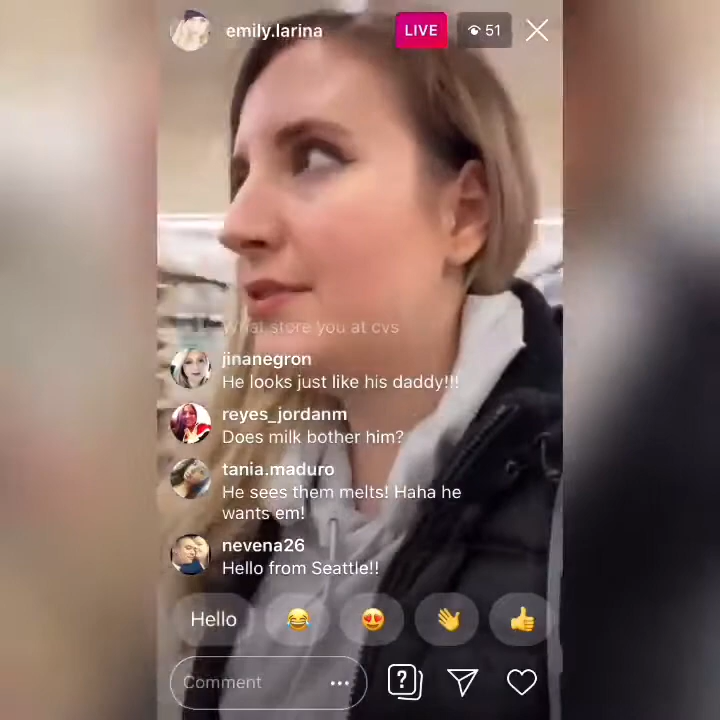 emily.larina
LIVE
51
What store you at cvs
jinanegron
He looks just like his daddy!!!
reyes_jordanm
Does milk bother him?
tania.maduro
He sees them melts! Haha he
wants em!
nevena26
Hello from Seattle!!
Hello
Comment